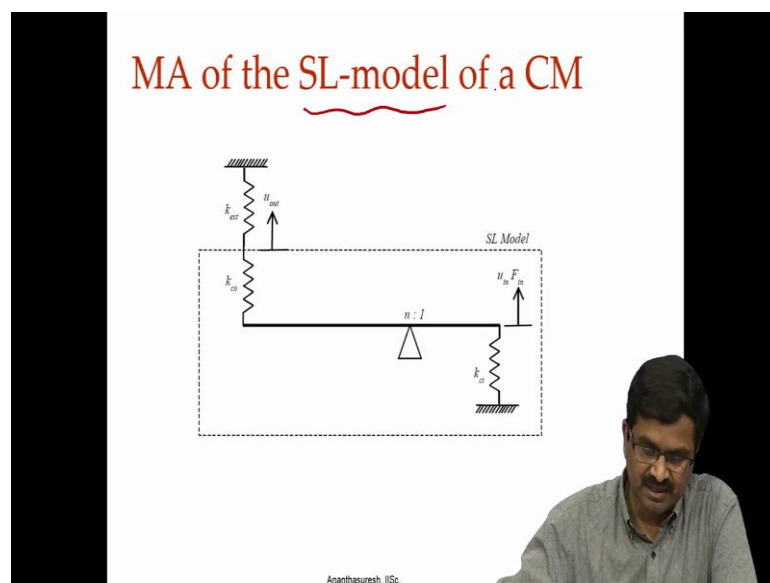 MA of the SL-model of a CM
k_ext
u_out
SL Model
k_co
u_in F_in
n : 1
k_ci
Ananthasuresh, IISc.